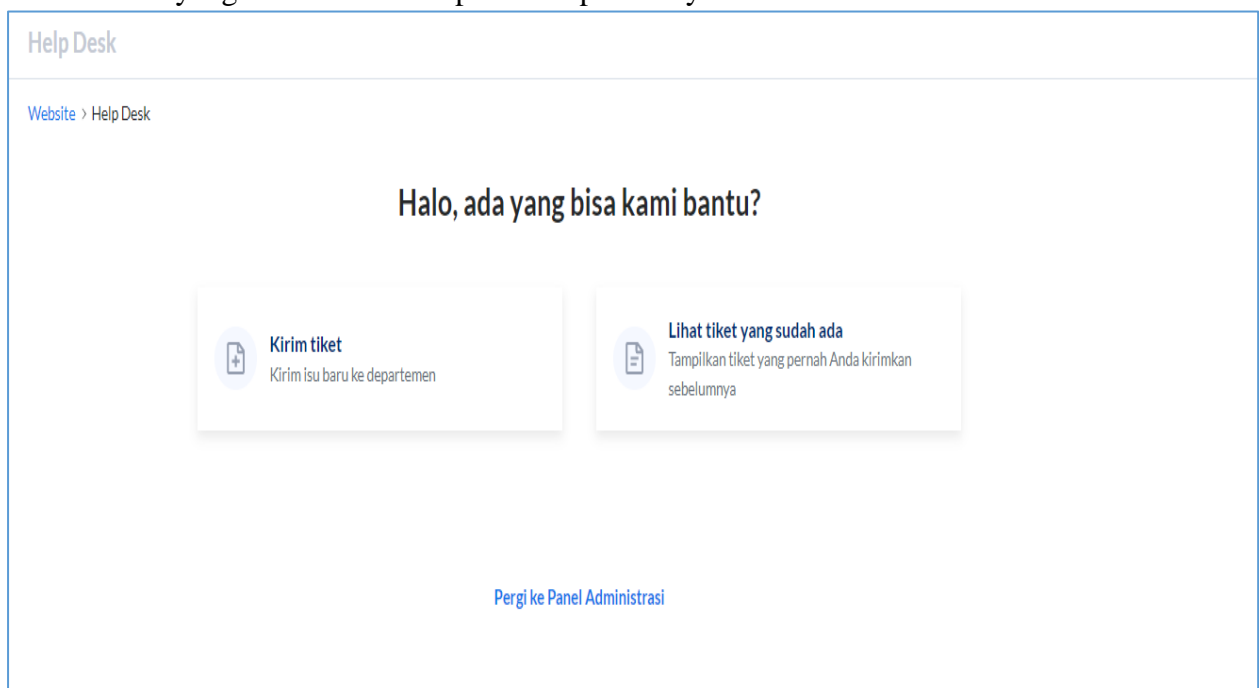 Help Desk
Website > Help Desk
Halo, ada yang bisa kami bantu?
Kirim tiket
Kirim isu baru ke departemen
Lihat tiket yang sudah ada
Tampilkan tiket yang pernah Anda kirimkan
sebelumnya
Pergi ke Panel Administrasi